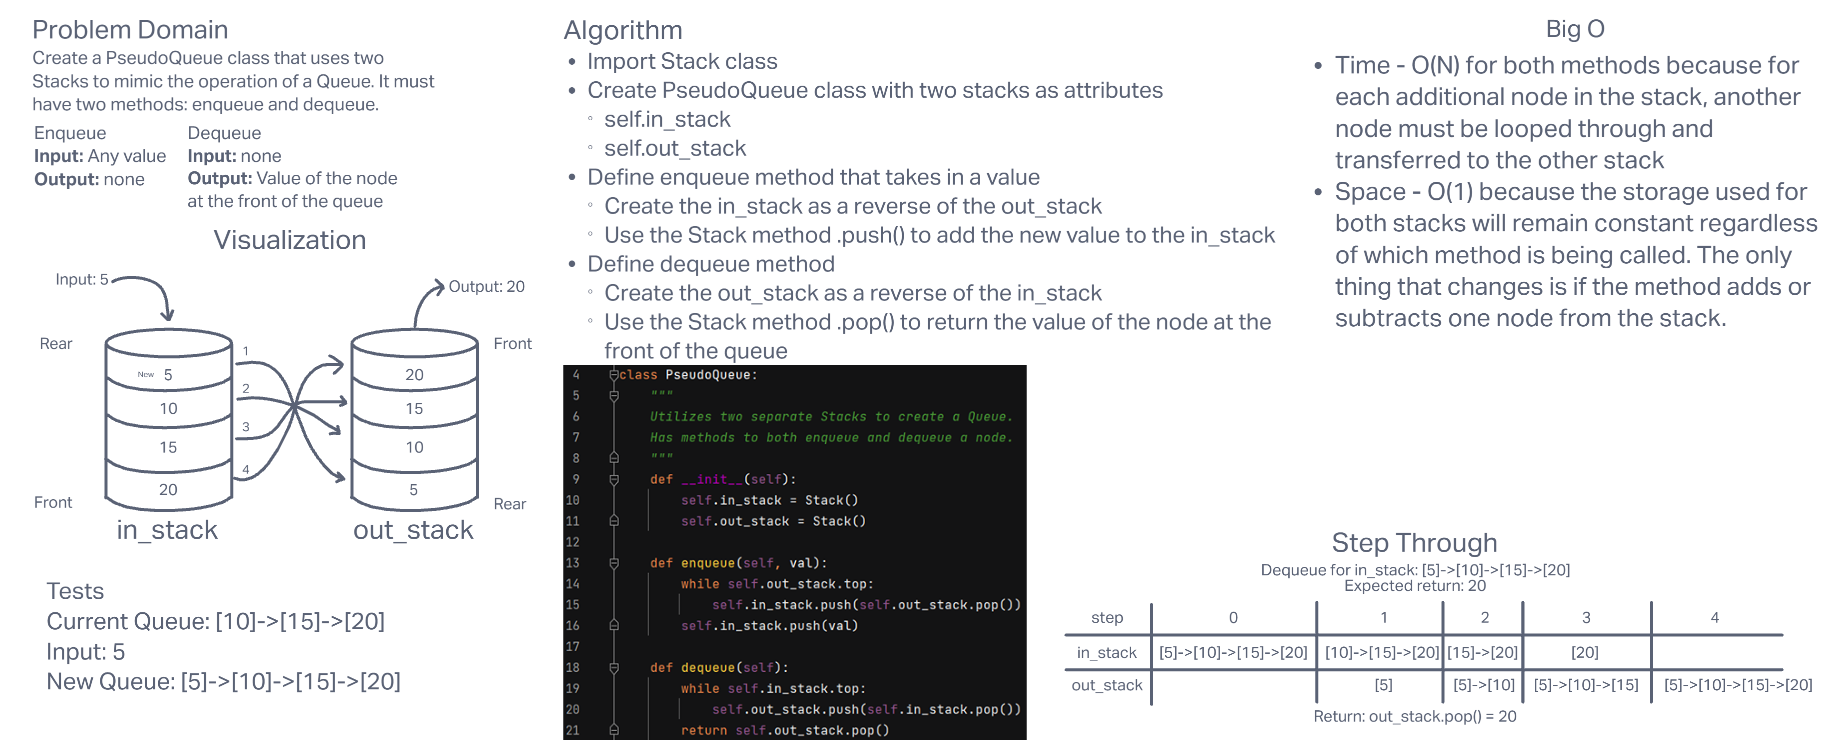 Problem Domain
Create a PseudoQueue class that uses two
Stacks to mimic the operation of a Queue. It must
have two methods: enqueue and dequeue.
Enqueue
Input: Any value
Output: none
Dequeue
Input: none
Output: Value of the node
at the front of the queue
Visualization
Input: 5
Output: 20
Rear
Front
New 5
10
15
20
1
2
3
4
20
15
10
5
Front
Rear
in_stack
out_stack
Tests
Current Queue: [10]->[15]->[20]
Input: 5
New Queue: [5]->[10]->[15]->[20]
Algorithm
• Import Stack class
• Create PseudoQueue class with two stacks as attributes
◦ self.in_stack
◦ self.out_stack
• Define enqueue method that takes in a value
◦ Create the in_stack as a reverse of the out_stack
◦ Use the Stack method .push() to add the new value to the in_stack
• Define dequeue method
◦ Create the out_stack as a reverse of the in_stack
◦ Use the Stack method .pop() to return the value of the node at the
front of the queue
4 class PseudoQueue:
5 """
6 Utilizes two separate Stacks to create a Queue.
7 Has methods to both enqueue and dequeue a node.
8 """
9 def __init__(self):
10 self.in_stack = Stack()
11 self.out_stack = Stack()
12
13 def enqueue(self, val):
14 while self.out_stack.top:
15 self.in_stack.push(self.out_stack.pop())
16 self.in_stack.push(val)
17
18 def dequeue(self):
19 while self.in_stack.top:
20 self.out_stack.push(self.in_stack.pop())
21 return self.out_stack.pop()
Big O
• Time - O(N) for both methods because for
each additional node in the stack, another
node must be looped through and
transferred to the other stack
• Space - O(1) because the storage used for
both stacks will remain constant regardless
of which method is being called. The only
thing that changes is if the method adds or
subtracts one node from the stack.
Step Through
Dequeue for in_stack: [5]->[10]->[15]->[20]
Expected return: 20
step 0 1 2 3 4
in_stack [5]->[10]->[15]->[20] [10]->[15]->[20] [15]->[20] [20]
out_stack [5] [5]->[10] [5]->[10]->[15] [5]->[10]->[15]->[20]
Return: out_stack.pop() = 20